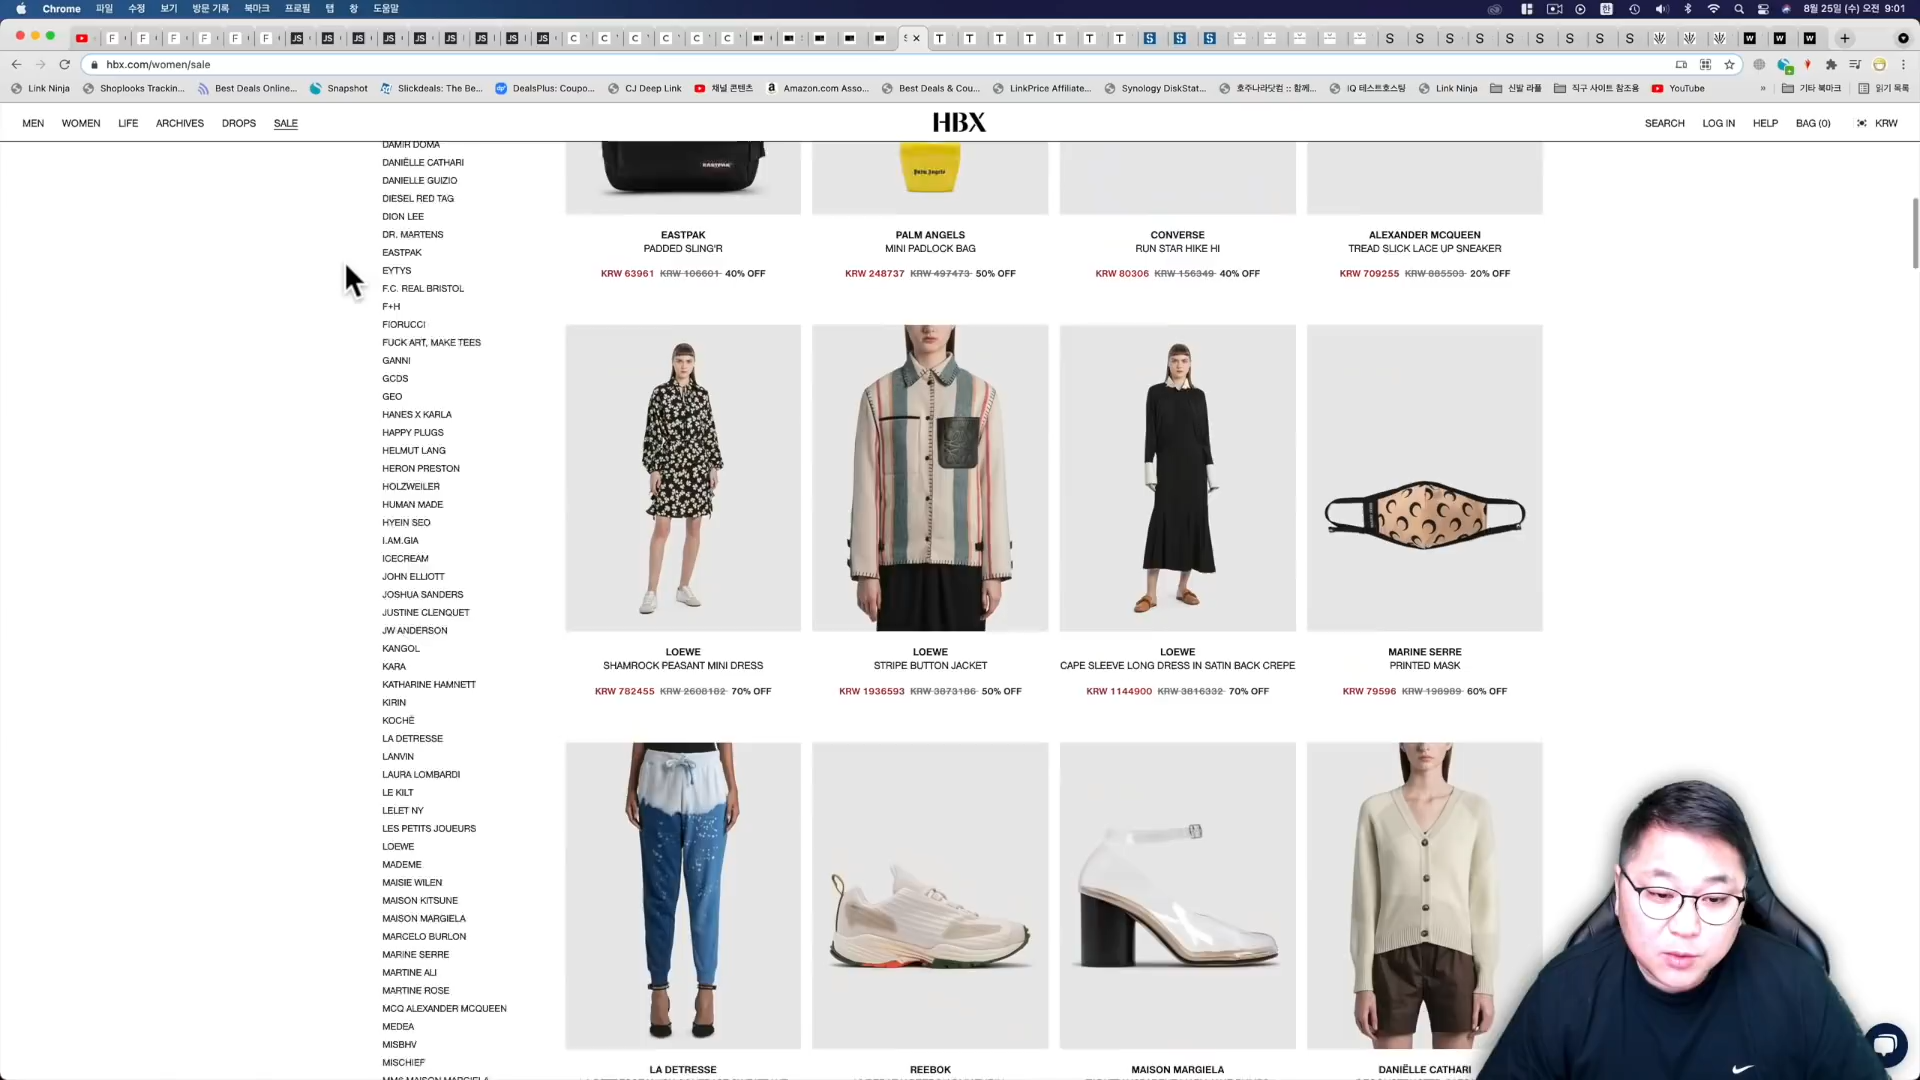 Chrome 파일 수정 보기 방문 기록 북마크 프로필 탭 창 도움말
8월 25일 (수) 오전 9:01
hbx.com/women/sale
Link Ninja Shoplooks Trackin... Best Deals Online... Snapshot Slickdeals: The Be... DealsPlus: Coupo... CJ Deep Link 채널 콘텐츠 Amazon.com Asso... Best Deals & Cou... LinkPrice Affiliate... Synology DiskStat... 호주나라닷컴 :: 함께... IQ 테스트호스팅 Link Ninja 신발 라플 직구 사이트 참고용 YouTube » 기타 북마크 읽기 목록
MEN WOMEN LIFE ARCHIVES DROPS SALE
HBX
SEARCH LOG IN HELP BAG (0) KRW
DAMIR DOMA
DANIËLLE CATHARI
DANIELLE GUIZIO
DIESEL RED TAG
DION LEE
DR. MARTENS
EASTPAK
EYTYS
F.C. REAL BRISTOL
F+H
FIORUCCI
FUCK ART, MAKE TEES
GANNI
GCDS
GEO
HANES X KARLA
HAPPY PLUGS
HELMUT LANG
HERON PRESTON
HOLZWEILER
HUMAN MADE
HYEIN SEO
I.AM.GIA
ICECREAM
JOHN ELLIOTT
JOSHUA SANDERS
JUSTINE CLENQUET
JW ANDERSON
KANGOL
KARA
KATHARINE HAMNETT
KIRIN
KOCHÉ
LA DETRESSE
LANVIN
LAURA LOMBARDI
LE KILT
LELET NY
LES PETITS JOUEURS
LOEWE
MADEME
MAISIE WILEN
MAISON KITSUNE
MAISON MARGIELA
MARCELO BURLON
MARINE SERRE
MARTINE ALI
MARTINE ROSE
MCQ ALEXANDER MCQUEEN
MEDEA
MISBHV
MISCHIEF
MM6 MAISON MARGIELA
EASTPAK
Palm Angels
EASTPAK
PADDED SLING'R
KRW 63961 KRW 106601 40% OFF
PALM ANGELS
MINI PADLOCK BAG
KRW 248737 KRW 497473 50% OFF
CONVERSE
RUN STAR HIKE HI
KRW 80306 KRW 156349 40% OFF
ALEXANDER MCQUEEN
TREAD SLICK LACE UP SNEAKER
KRW 709255 KRW 885503 20% OFF
LOEWE
SHAMROCK PEASANT MINI DRESS
KRW 782455 KRW 2608182 70% OFF
LOEWE
STRIPE BUTTON JACKET
KRW 1936593 KRW 3873186 50% OFF
LOEWE
CAPE SLEEVE LONG DRESS IN SATIN BACK CREPE
KRW 1144900 KRW 3816332 70% OFF
MARINE SERRE
PRINTED MASK
KRW 79596 KRW 198989 60% OFF
LA DETRESSE
REEBOK
MAISON MARGIELA
DANIËLLE CATHARI